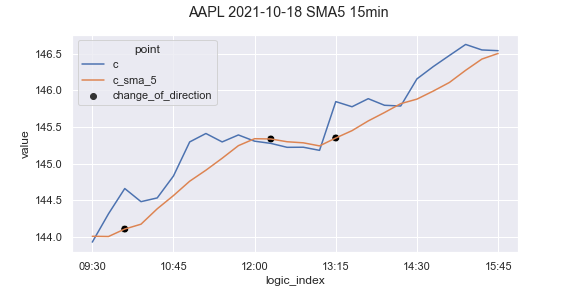 AAPL 2021-10-18 SMA5 15min
point
c
c_sma_5
change_of_direction
146.5
146.0
145.5
145.0
144.5
144.0
value
09:30 10:45 12:00 13:15 14:30 15:45
logic_index